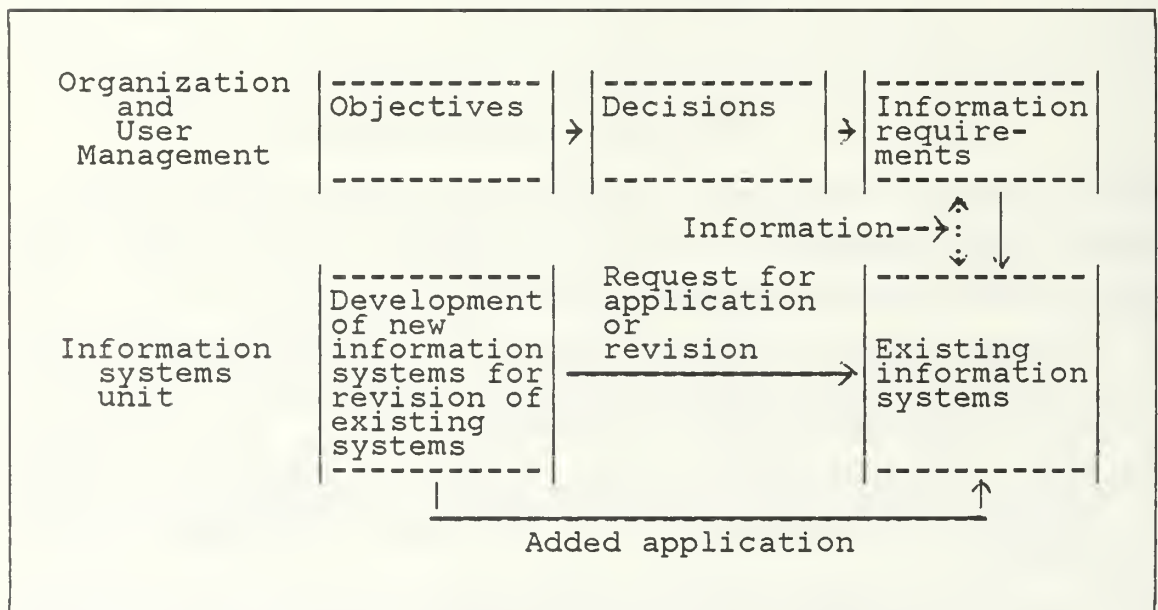 Organization
and
User
Management
Objectives
Decisions
Information
require-
ments
Information
Information
systems
unit
Development
of new
information
systems for
revision of
existing
systems
Request for
application
or
revision
Existing
information
systems
Added application